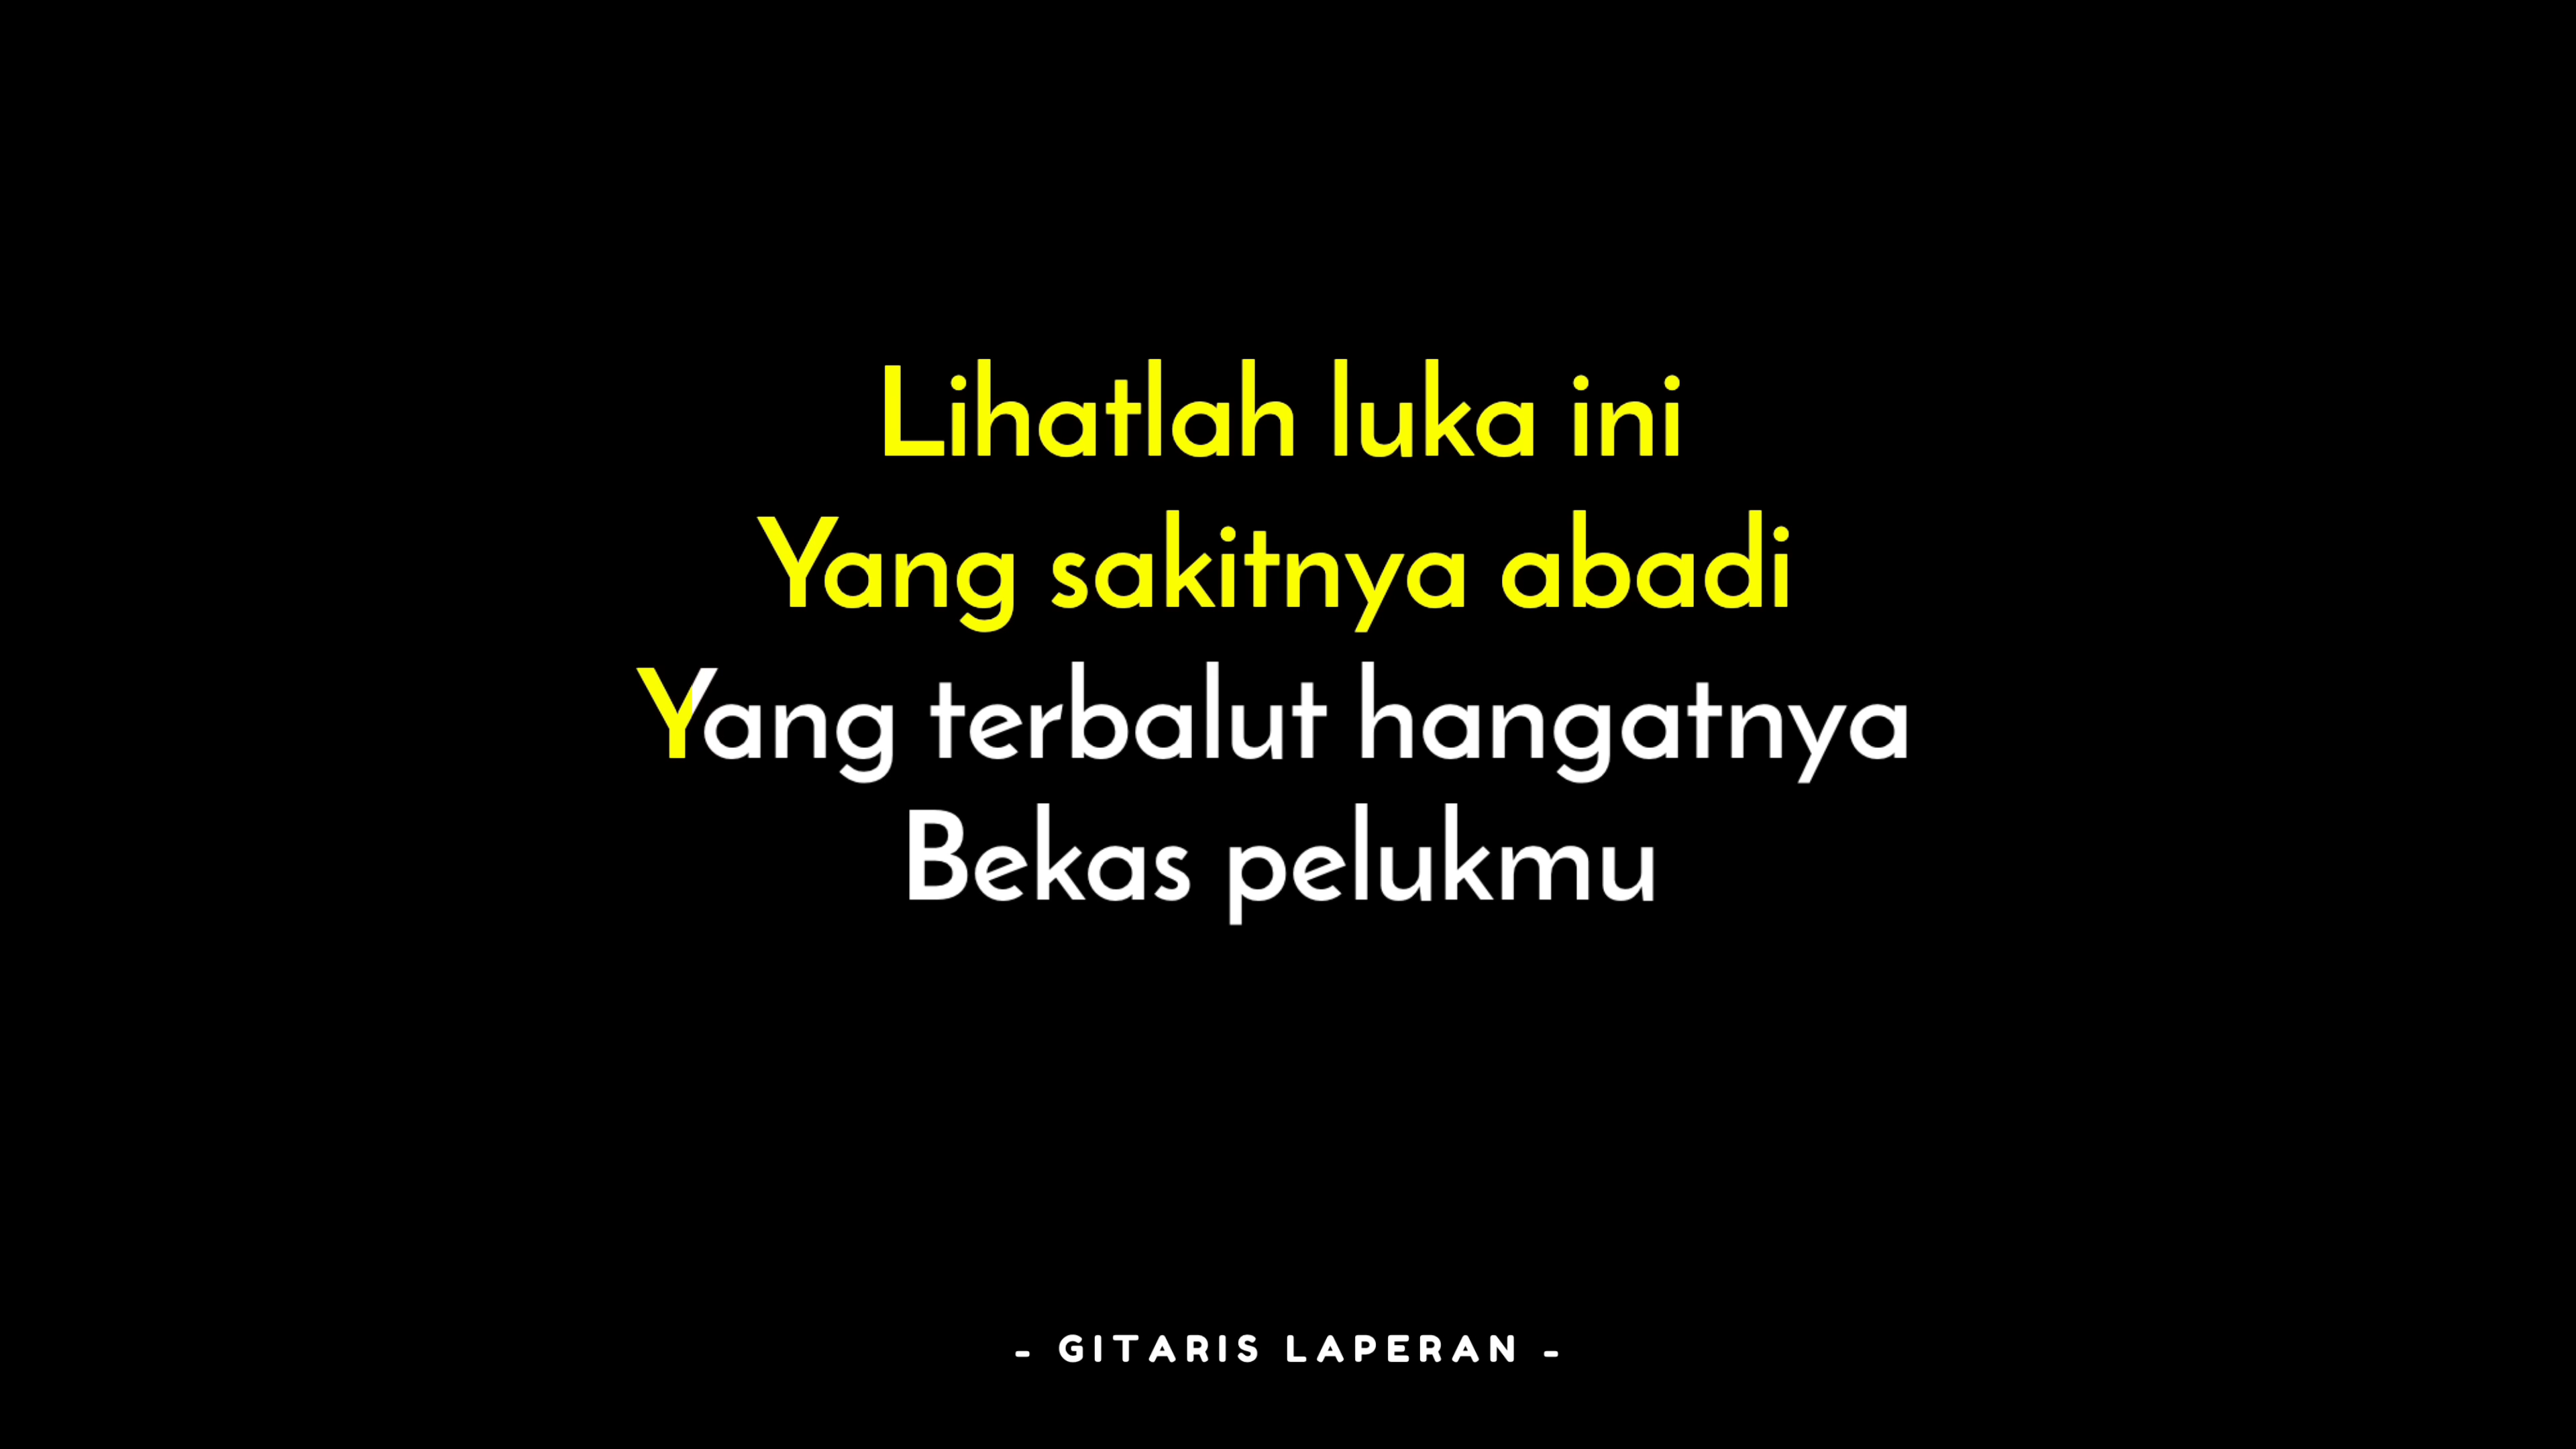 Lihatlah luka ini
Yang sakitnya abadi
Yang terbalut hangatnya
Bekas pelukmu
- GITARIS LAPERAN -